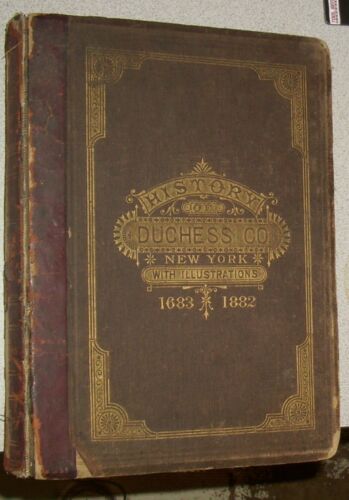 HISTORY
OF
DUCHESS CO
NEW YORK
WITH ILLUSTRATIONS
1683 1882